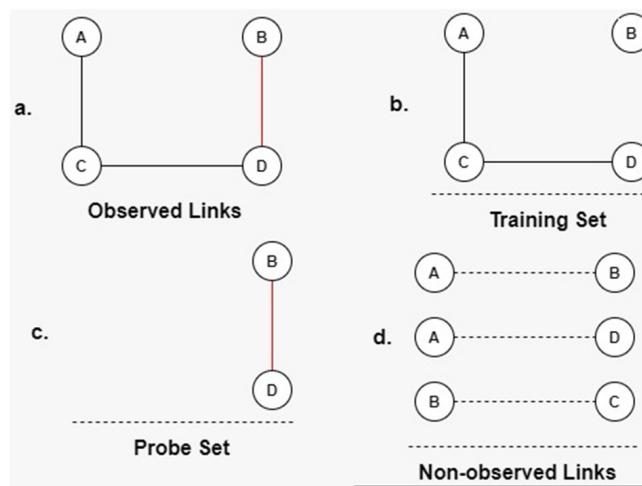 a.
A
B
C
D
Observed Links
b.
A
B
C
D
Training Set
c.
B
D
Probe Set
d.
A
B
A
D
B
C
Non-observed Links